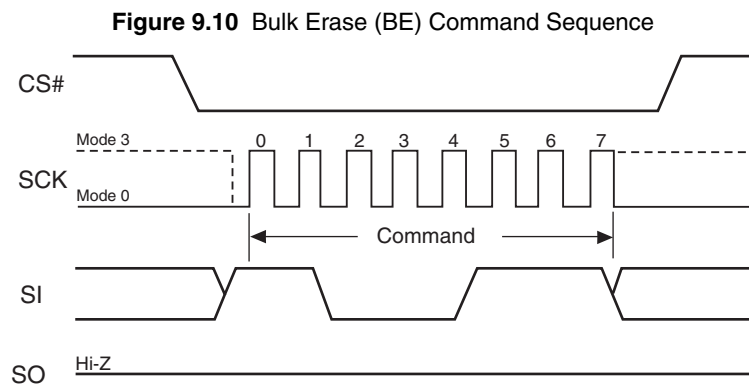 Figure 9.10 Bulk Erase (BE) Command Sequence
CS#
Mode 3
0 1 2 3 4 5 6 7
SCK
Mode 0
Command
SI
Hi-Z
SO